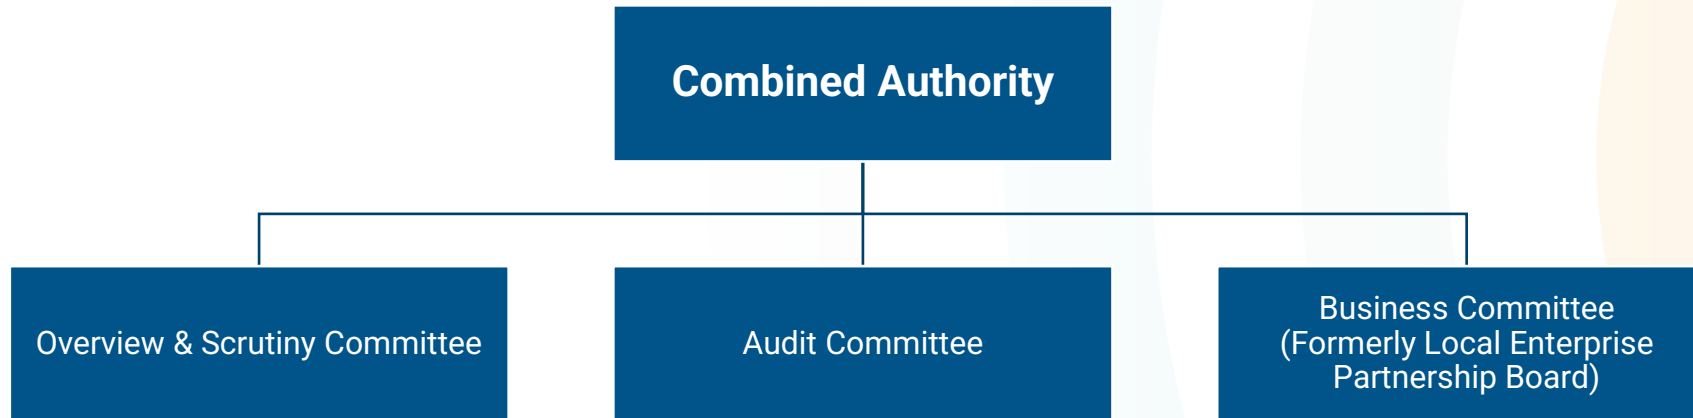 Combined Authority
Overview & Scrutiny Committee
Audit Committee
Business Committee
(Formerly Local Enterprise
Partnership Board)